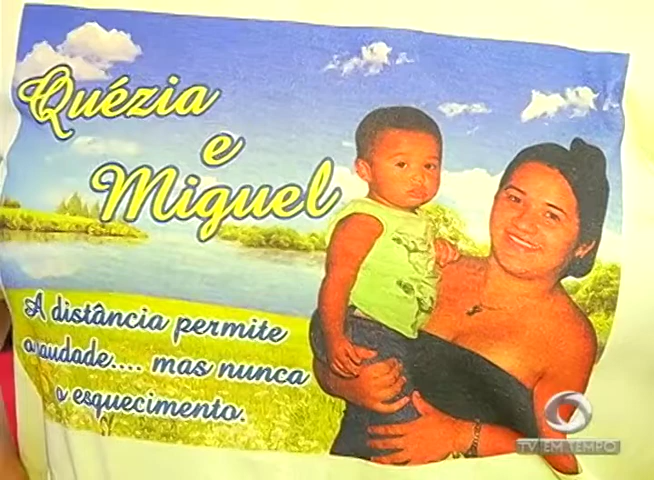 Quézia
e
Miguel
A distância permite
a saudade.... mas nunca
o esquecimento.
TV EM TEMPO